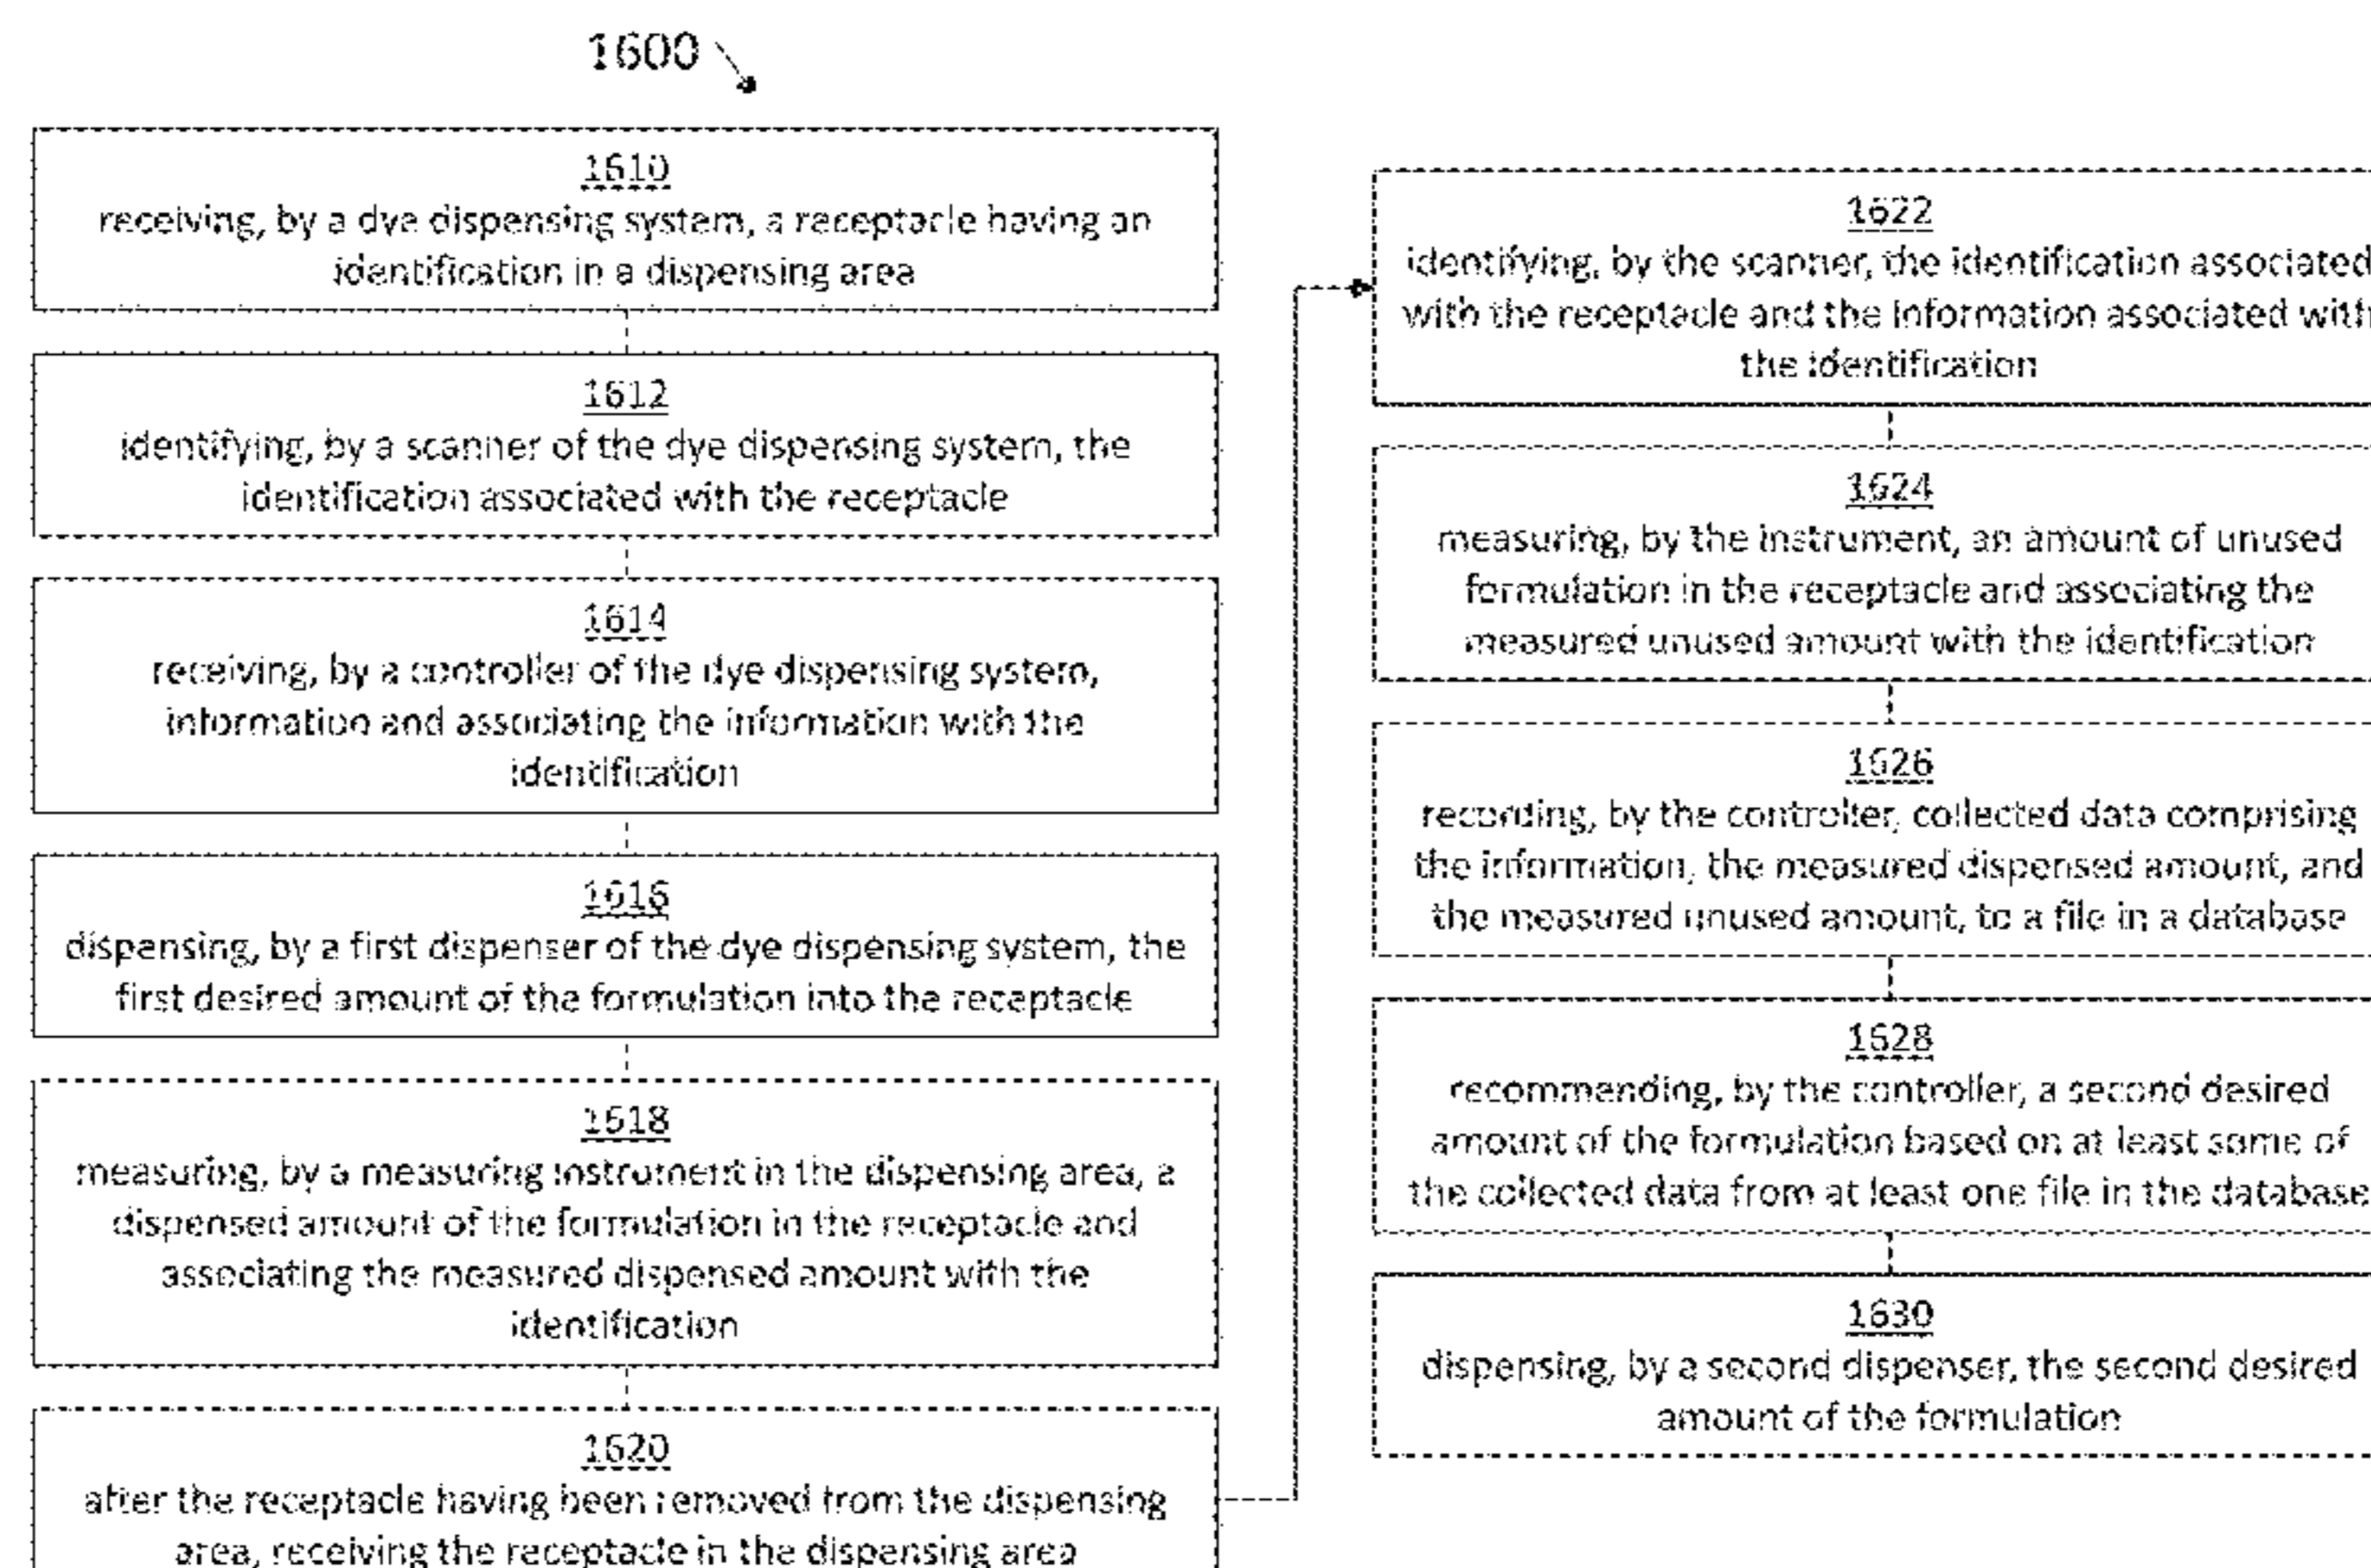 1600
1610
receiving, by a dye dispensing system, a receptacle having an
identification in a dispensing area
1612
identifying, by a scanner of the dye dispensing system, the
identification associated with the receptacle
1614
receiving, by a controller of the dye dispensing system,
information and associating the information with the
identification
1616
dispensing, by a first dispenser of the dye dispensing system, the
first desired amount of the formulation into the receptacle
1618
measuring, by a measuring instrument in the dispensing area, a
dispensed amount of the formulation in the receptacle and
associating the measured dispensed amount with the
identification
1620
after the receptacle having been removed from the dispensing
area, receiving the receptacle in the dispensing area
1622
identifying, by the scanner, the identification associated
with the receptacle and the information associated with
the identification
1624
measuring, by the instrument, an amount of unused
formulation in the receptacle and associating the
measured unused amount with the identification
1626
recording, by the controller, collected data comprising
the information, the measured dispensed amount, and
the measured unused amount, to a file in a database
1628
recommending, by the controller, a second desired
amount of the formulation based on at least some of
the collected data from at least one file in the database
1630
dispensing, by a second dispenser, the second desired
amount of the formulation